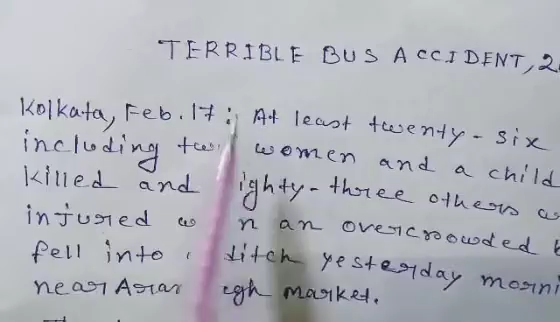 TERRIBLE BUS ACCIDENT, 2
Kolkata, Feb. 17: At least twenty-six
including women and a child
killed and ighty-three others
injured an overcrowded b
fell into ditch yesterday morni
near market.